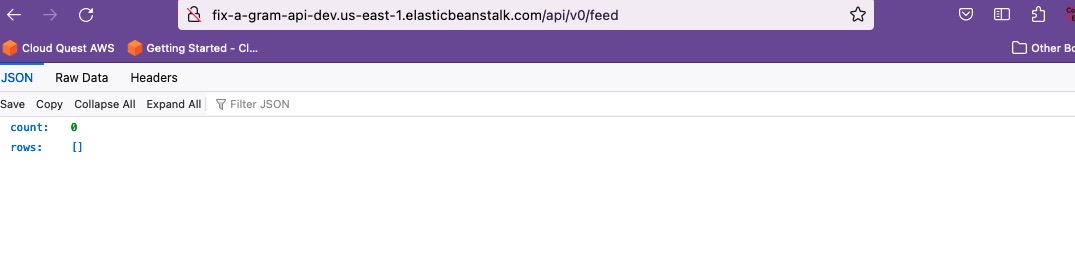 fix-a-gram-api-dev.us-east-1.elasticbeanstalk.com/api/v0/feed
Cloud Quest AWS Getting Started - Cl... Other Bo
JSON Raw Data Headers
Save Copy Collapse All Expand All Filter JSON
count: 0
rows: []